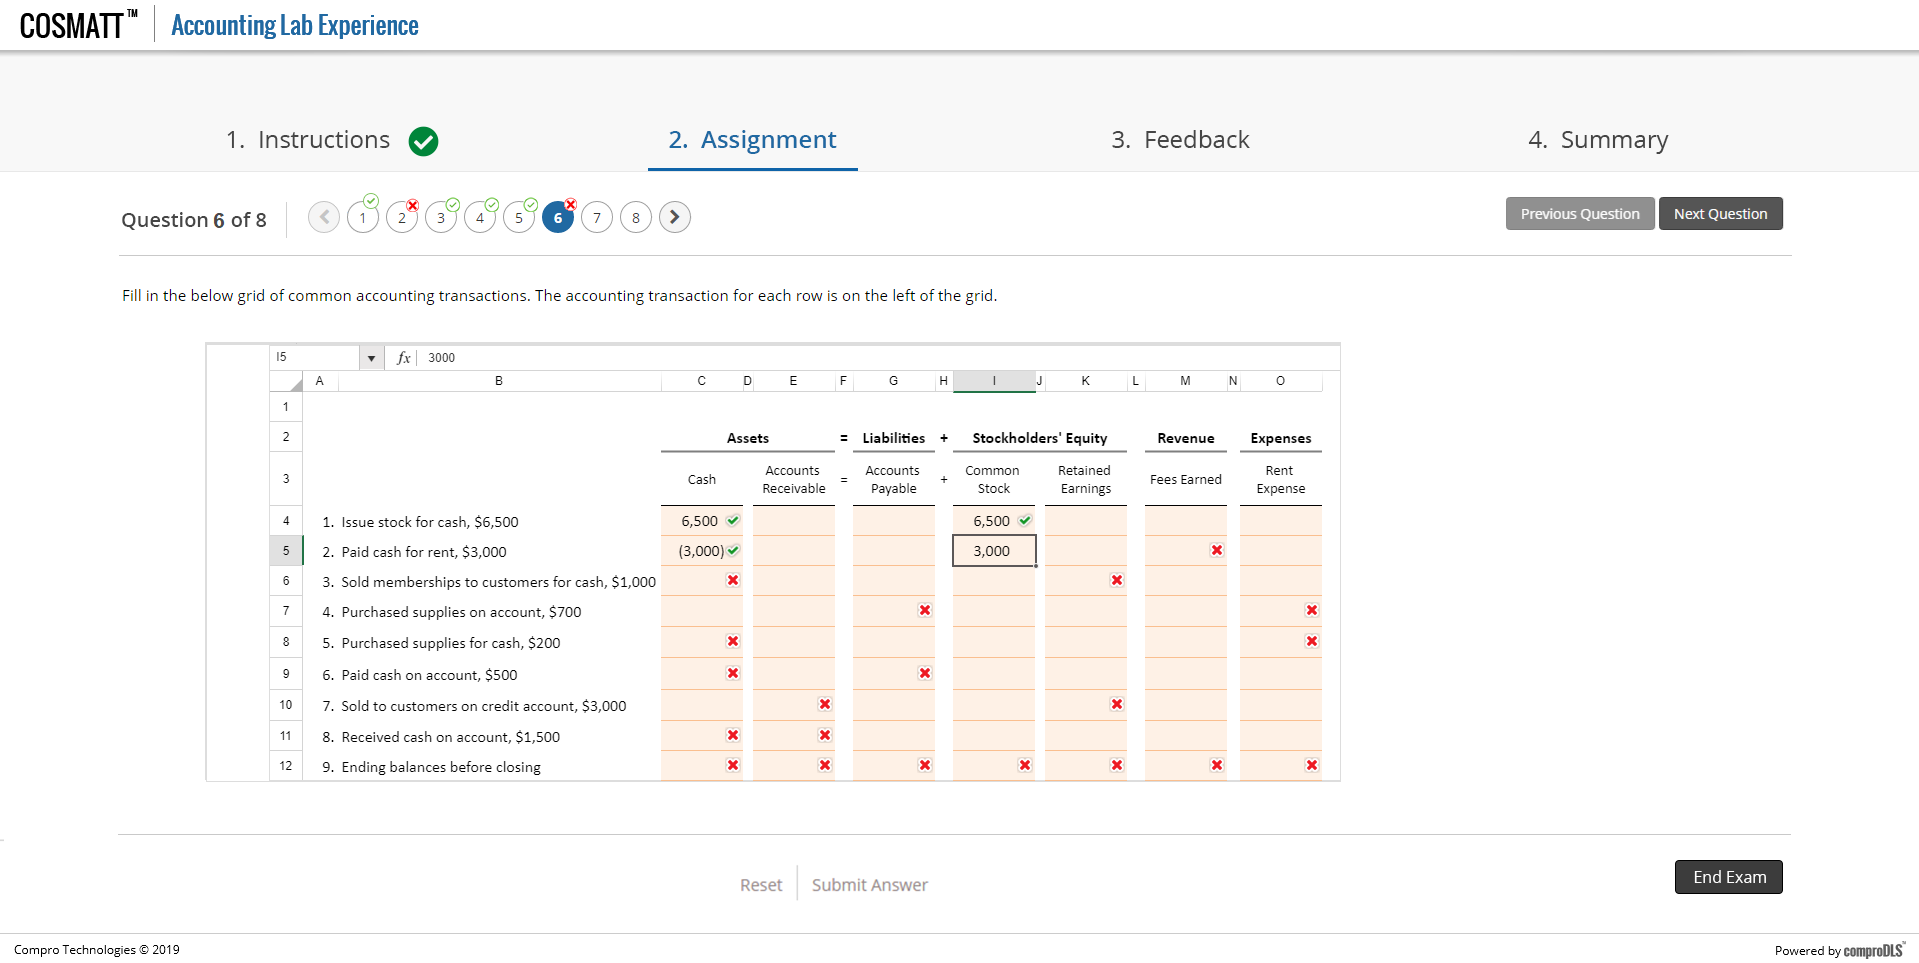 COSMATT™ Accounting Lab Experience
1. Instructions 2. Assignment 3. Feedback 4. Summary
Question 6 of 8 1 2 3 4 5 6 7 8 Previous Question Next Question
Fill in the below grid of common accounting transactions. The accounting transaction for each row is on the left of the grid.
I5 fx 3000
A B C D E F G H I J K L M N O
1
2 Assets = Liabilities + Stockholders' Equity Revenue Expenses
3 Cash Accounts Receivable = Accounts Payable + Common Stock Retained Earnings Fees Earned Rent Expense
4 1. Issue stock for cash, $6,500 6,500 6,500
5 2. Paid cash for rent, $3,000 (3,000) 3,000
6 3. Sold memberships to customers for cash, $1,000
7 4. Purchased supplies on account, $700
8 5. Purchased supplies for cash, $200
9 6. Paid cash on account, $500
10 7. Sold to customers on credit account, $3,000
11 8. Received cash on account, $1,500
12 9. Ending balances before closing
Reset Submit Answer End Exam
Compro Technologies © 2019 Powered by comproDLS™